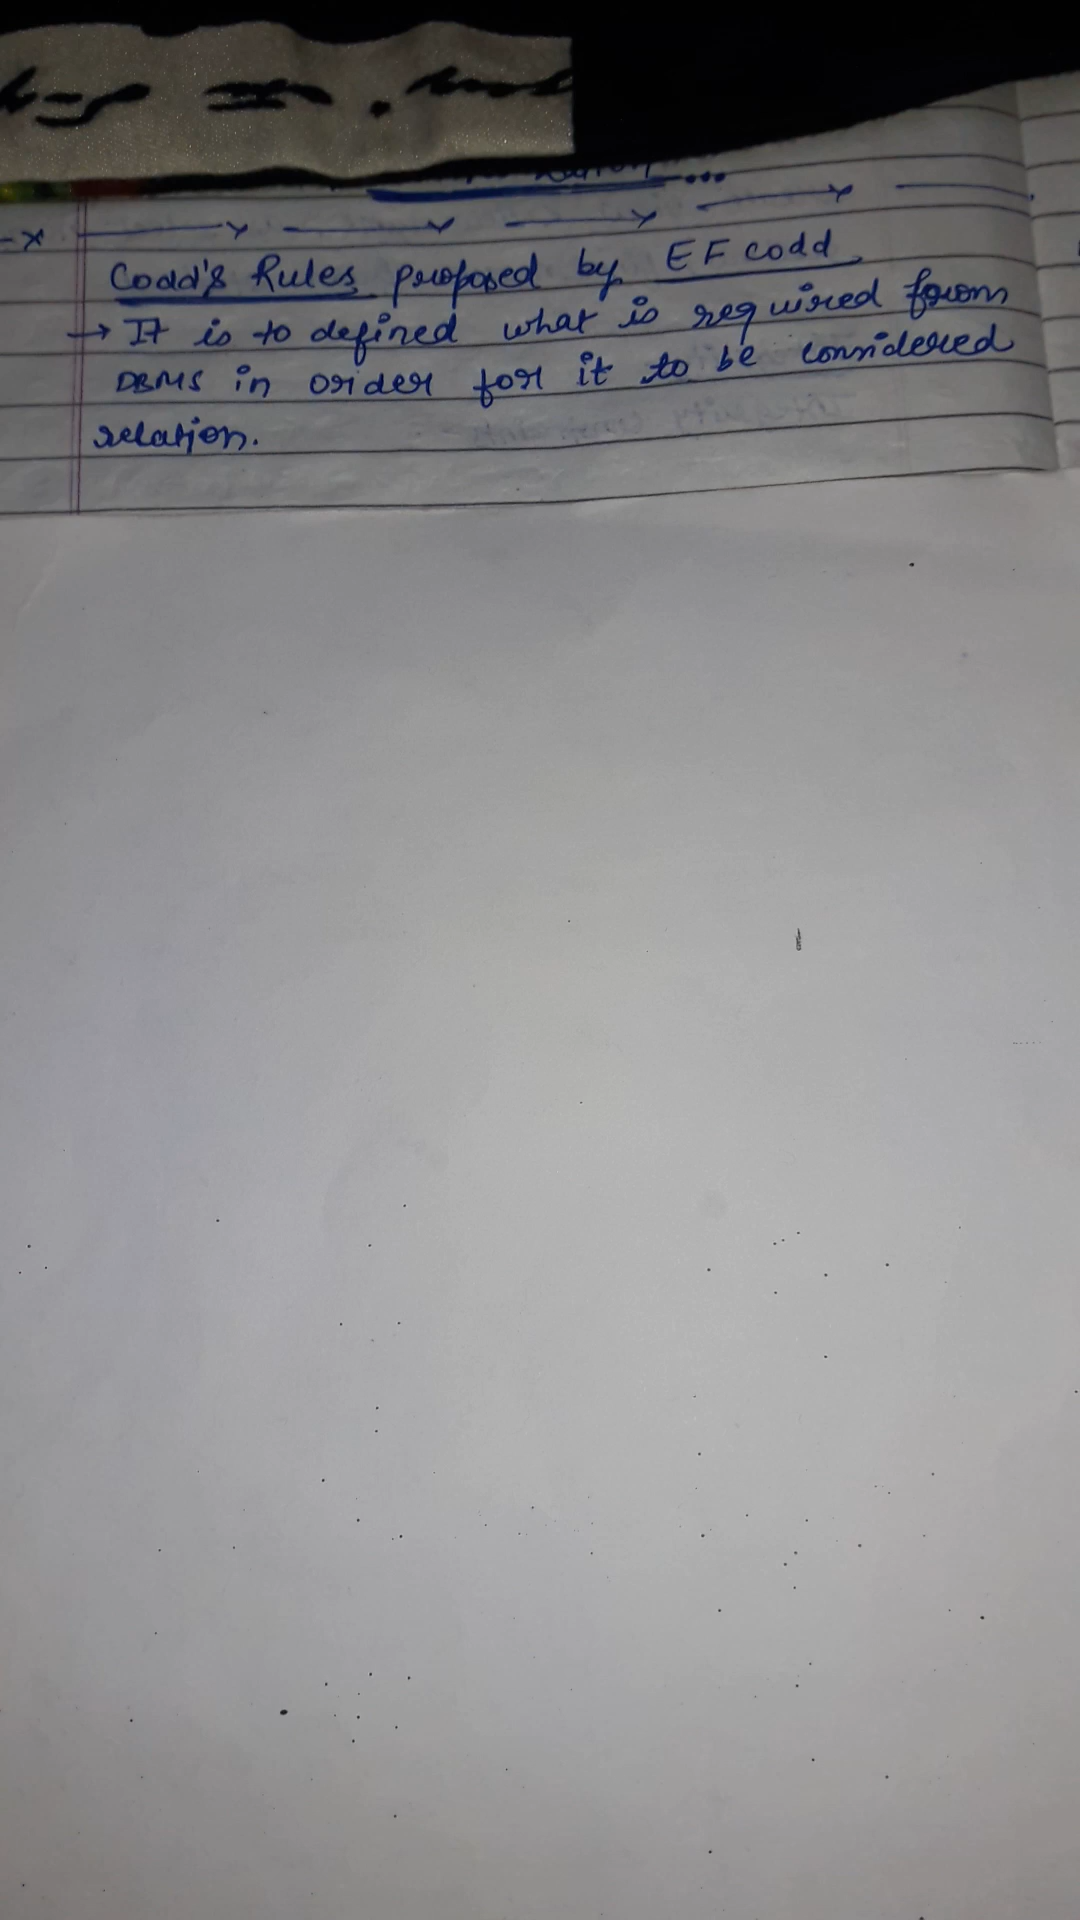 Codd's Rules proposed by EF codd
→ It is to defined what is required from
DBMS in order for it to be considered
relation.